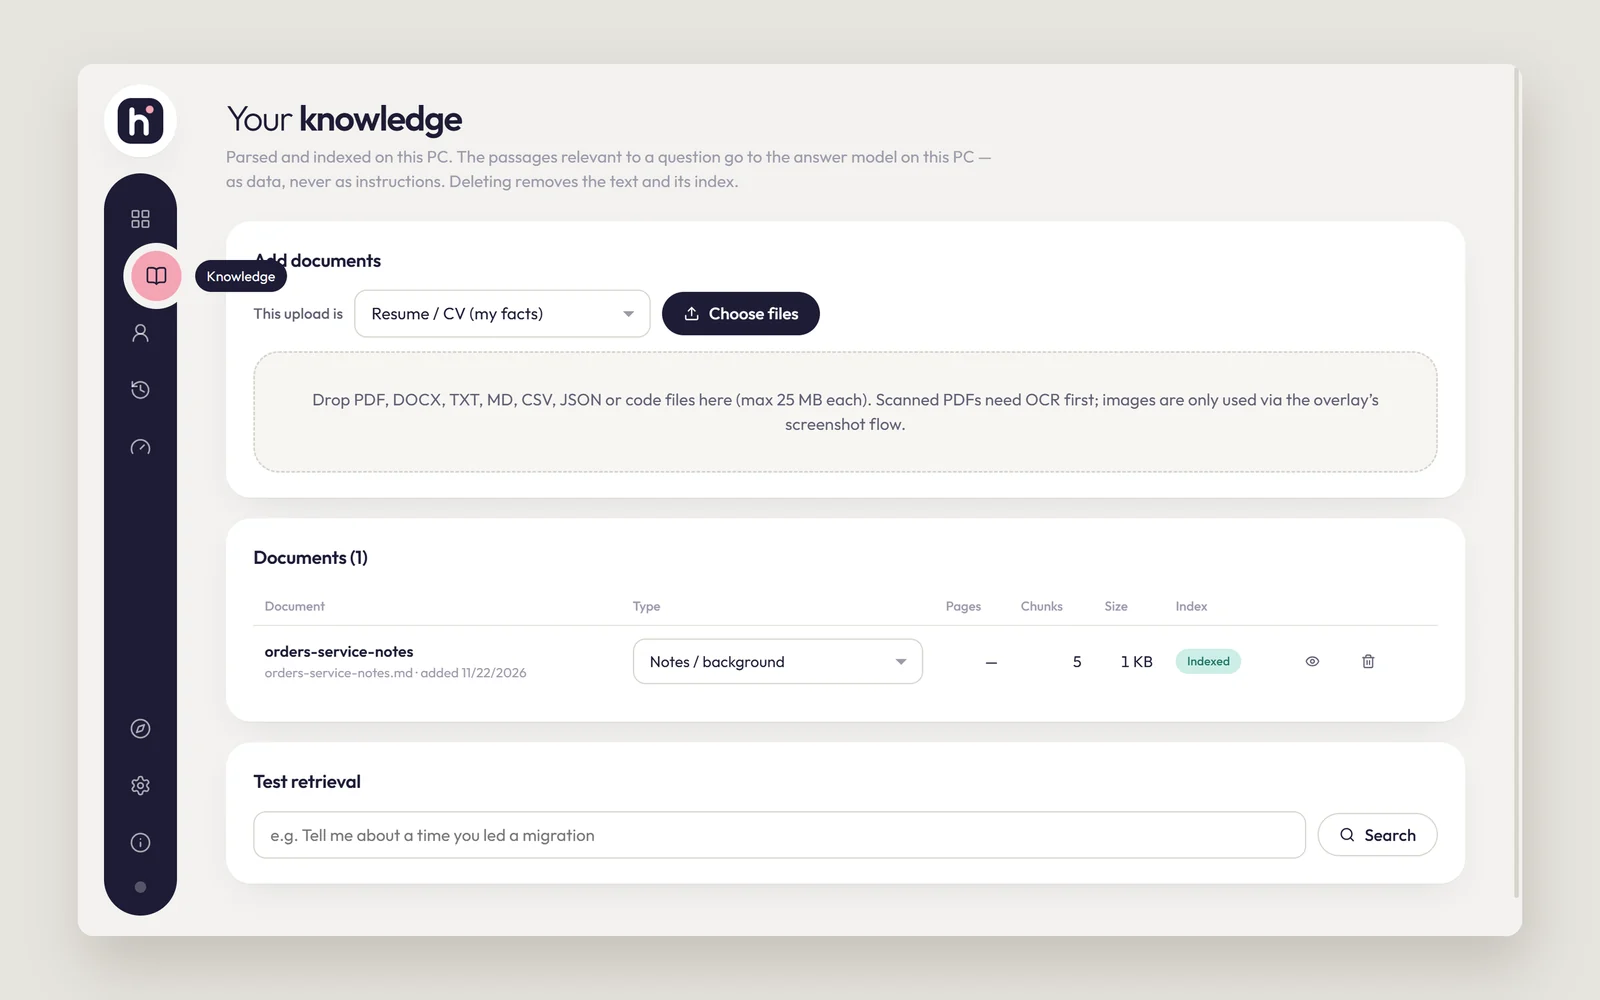 h
Your knowledge
Parsed and indexed on this PC. The passages relevant to a question go to the answer model on this PC —
as data, never as instructions. Deleting removes the text and its index.
Knowledge
Add documents
This upload is
Resume / CV (my facts)
Choose files
Drop PDF, DOCX, TXT, MD, CSV, JSON or code files here (max 25 MB each). Scanned PDFs need OCR first; images are only used via the overlay’s
screenshot flow.
Documents (1)
Document Type Pages Chunks Size Index
orders-service-notes
orders-service-notes.md · added 11/22/2026
Notes / background — 5 1 KB Indexed
Test retrieval
e.g. Tell me about a time you led a migration
Search